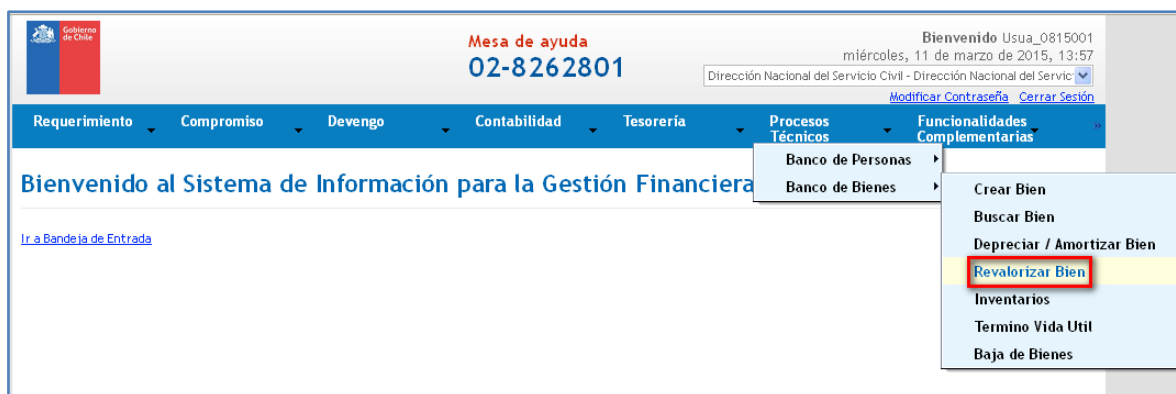 Gobierno
de Chile
Mesa de ayuda
02-8262801
Bienvenido Usua_0815001
miércoles, 11 de marzo de 2015, 13:57
Dirección Nacional del Servicio Civil - Dirección Nacional del Servic
Modificar Contraseña Cerrar Sesión
Requerimiento Compromiso Devengo Contabilidad Tesorería Procesos Técnicos Funcionalidades Complementarias »
Banco de Personas
Banco de Bienes
Bienvenido al Sistema de Información para la Gestión Financiera
Ir a Bandeja de Entrada
Crear Bien
Buscar Bien
Depreciar / Amortizar Bien
Revalorizar Bien
Inventarios
Termino Vida Util
Baja de Bienes